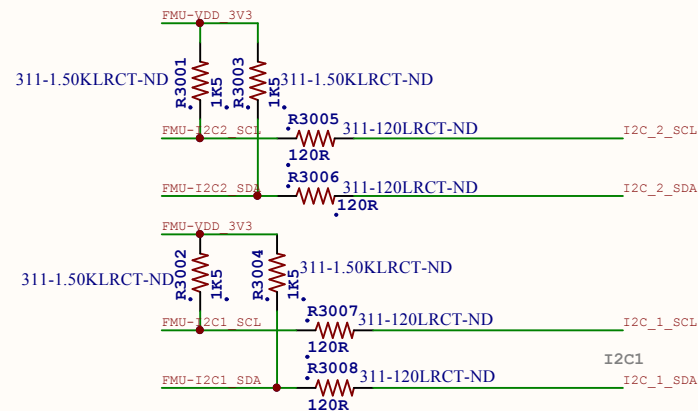 FMU-VDD_3V3
311-1.50KLRCT-ND
R3001
1K5
R3003
1K5
311-1.50KLRCT-ND
R3005
FMU-I2C2_SCL
311-120LRCT-ND
I2C_2_SCL
120R
R3006
FMU-I2C2_SDA
311-120LRCT-ND
I2C_2_SDA
120R
FMU-VDD_3V3
311-1.50KLRCT-ND
R3002
1K5
R3004
1K5
311-1.50KLRCT-ND
R3007
FMU-I2C1_SCL
311-120LRCT-ND
I2C_1_SCL
120R
I2C1
R3008
FMU-I2C1_SDA
311-120LRCT-ND
I2C_1_SDA
120R